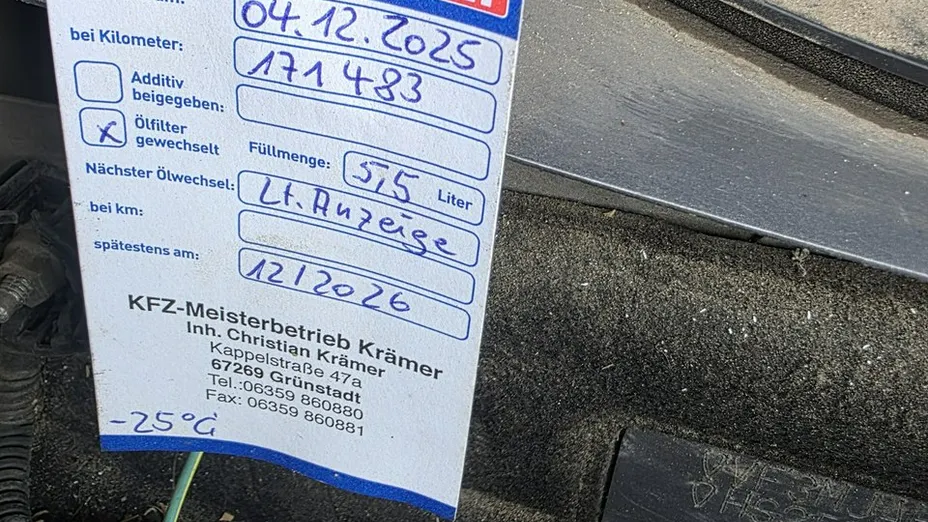 04.12.2025
bei Kilometer:
171 483
Additiv
beigegeben:
x
Ölfilter
gewechselt
Füllmenge:
5,5
Liter
Nächster Ölwechsel:
Lt. Anzeige
bei km:
spätestens am:
12/2026
KFZ-Meisterbetrieb Krämer
Inh. Christian Krämer
Kappelstraße 47a
67269 Grünstadt
Tel.:06359 860880
Fax: 06359 860881